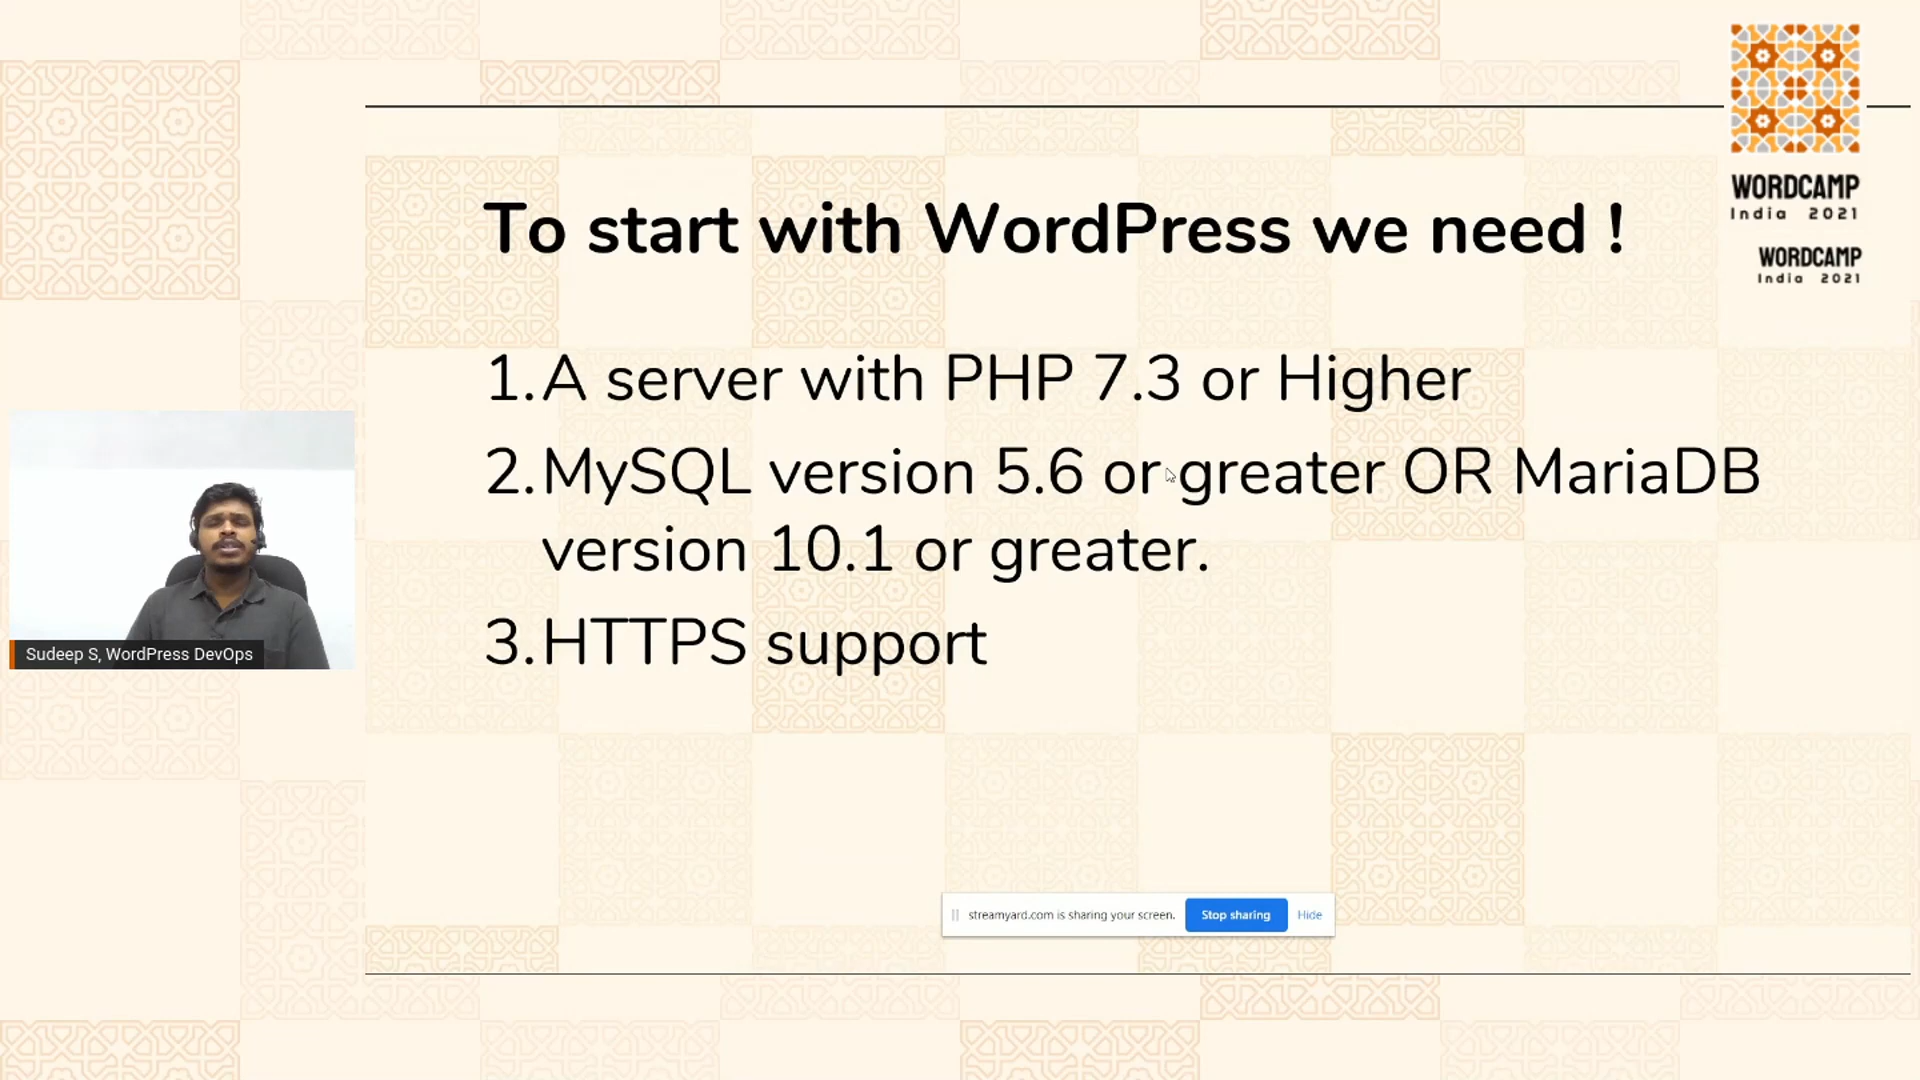 WORDCAMP
India 2021
WORDCAMP
India 2021
To start with WordPress we need !
1. A server with PHP 7.3 or Higher
2. MySQL version 5.6 or greater OR MariaDB
version 10.1 or greater.
3. HTTPS support
Sudeep S, WordPress DevOps
streamyard.com is sharing your screen. Stop sharing Hide